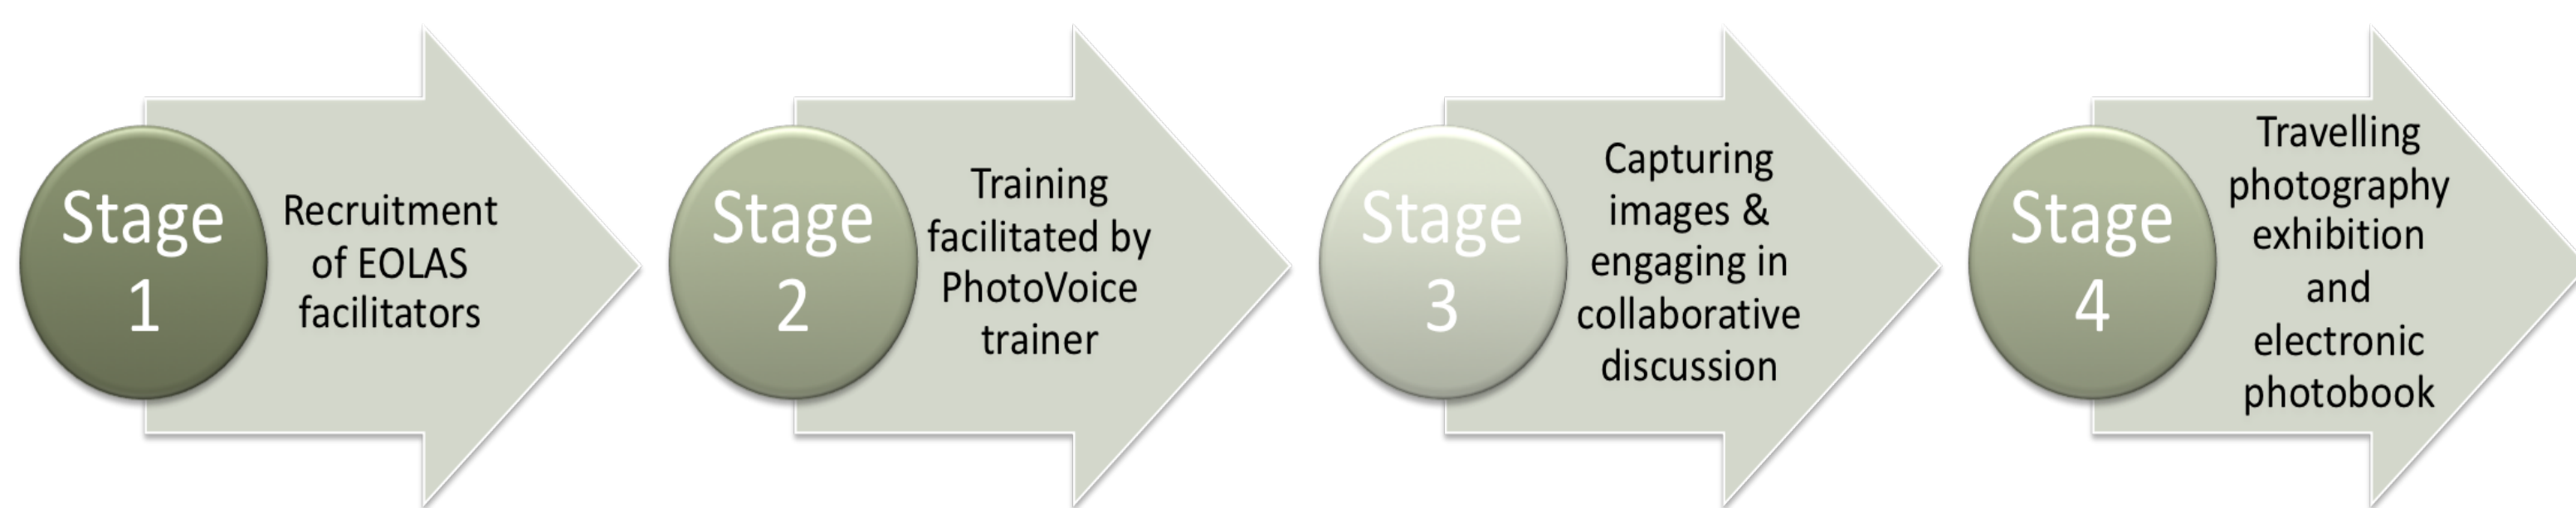 Stage
1
Recruitment
of EOLAS
facilitators
Stage
2
Training
facilitated by
PhotoVoice
trainer
Stage
3
Capturing
images &
engaging in
collaborative
discussion
Stage
4
Travelling
photography
exhibition
and
electronic
photobook